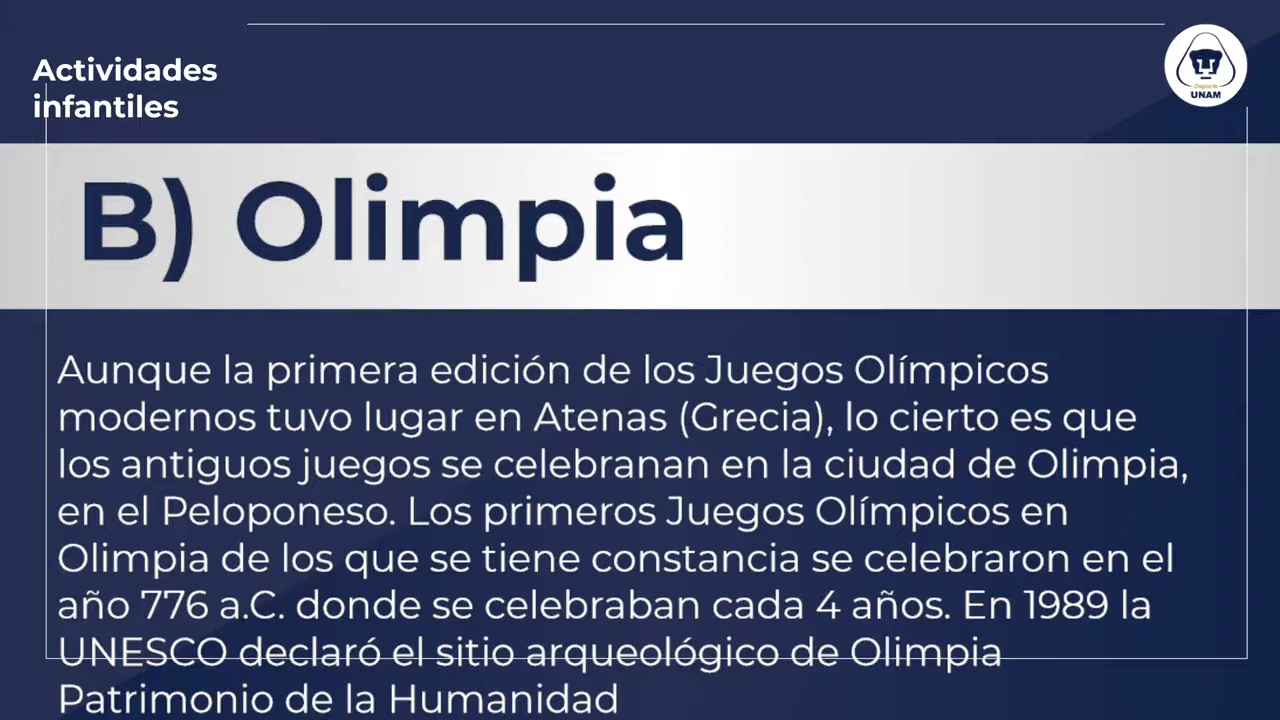 Actividades
infantiles
Deporte
UNAM
B) Olimpia
Aunque la primera edición de los Juegos Olímpicos
modernos tuvo lugar en Atenas (Grecia), lo cierto es que
los antiguos juegos se celebranan en la ciudad de Olimpia,
en el Peloponeso. Los primeros Juegos Olímpicos en
Olimpia de los que se tiene constancia se celebraron en el
año 776 a.C. donde se celebraban cada 4 años. En 1989 la
UNESCO declaró el sitio arqueológico de Olimpia
Patrimonio de la Humanidad